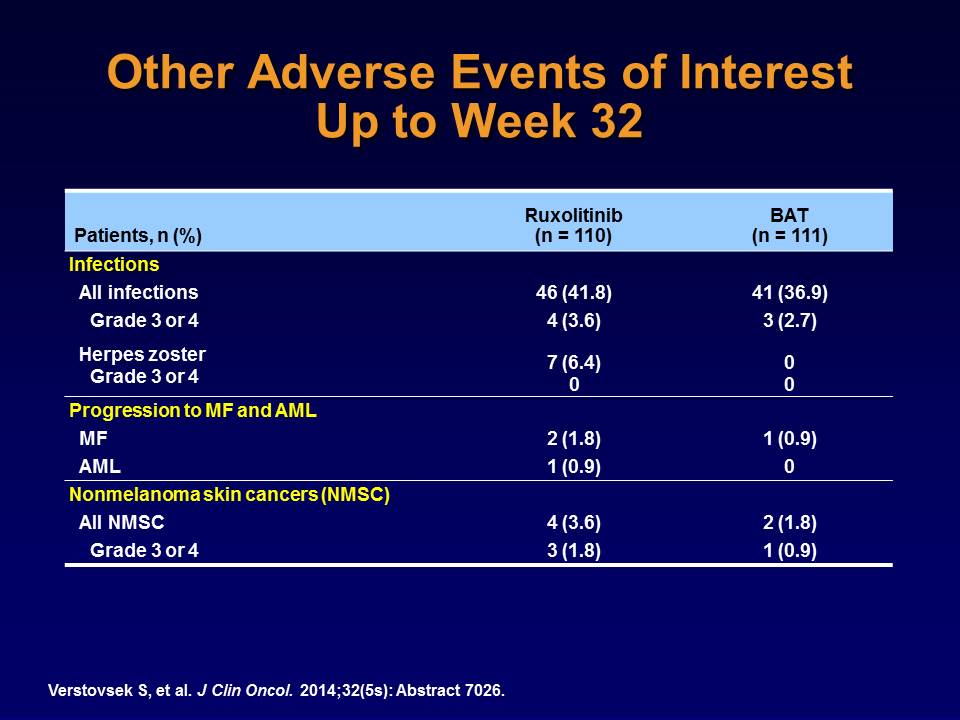 Other Adverse Events of Interest
Up to Week 32
Patients, n (%) Ruxolitinib (n = 110) BAT (n = 111)
Infections
All infections 46 (41.8) 41 (36.9)
Grade 3 or 4 4 (3.6) 3 (2.7)
Herpes zoster 7 (6.4) 0
Grade 3 or 4 0 0
Progression to MF and AML
MF 2 (1.8) 1 (0.9)
AML 1 (0.9) 0
Nonmelanoma skin cancers (NMSC)
All NMSC 4 (3.6) 2 (1.8)
Grade 3 or 4 3 (1.8) 1 (0.9)
Verstovsek S, et al. J Clin Oncol. 2014;32(5s): Abstract 7026.